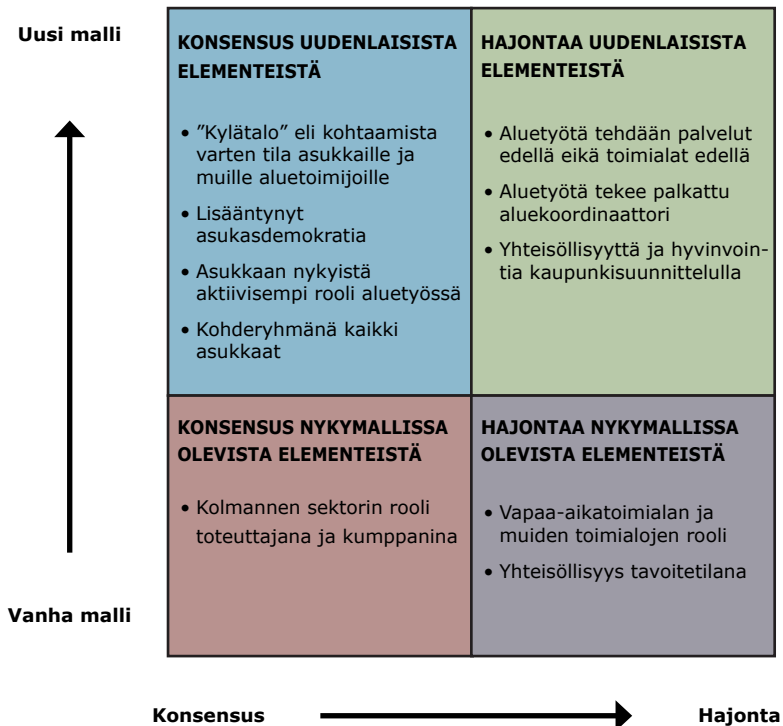 Uusi malli
KONSENSUS UUDENLAISISTA
ELEMENTEISTÄ
• ”Kylätalo” eli kohtaamista
varten tila asukkaille ja
muille aluetoimijoille
• Lisääntynyt
asukasdemokratia
• Asukkaan nykyistä
aktiivisempi rooli aluetyössä
• Kohderyhmänä kaikki
asukkaat
HAJONTAA UUDENLAISISTA
ELEMENTEISTÄ
• Aluetyötä tehdään palvelut
edellä eikä toimialat edellä
• Aluetyötä tekee palkattu
aluekoordinaattori
• Yhteisöllisyyttä ja hyvinvoin-
tia kaupunkisuunnittelulla
KONSENSUS NYKYMALLISSA
OLEVISTA ELEMENTEISTÄ
• Kolmannen sektorin rooli
toteuttajana ja kumppanina
HAJONTAA NYKYMALLISSA
OLEVISTA ELEMENTEISTÄ
• Vapaa-aikatoimialan ja
muiden toimialojen rooli
• Yhteisöllisyys tavoitetilana
Vanha malli
Konsensus
Hajonta